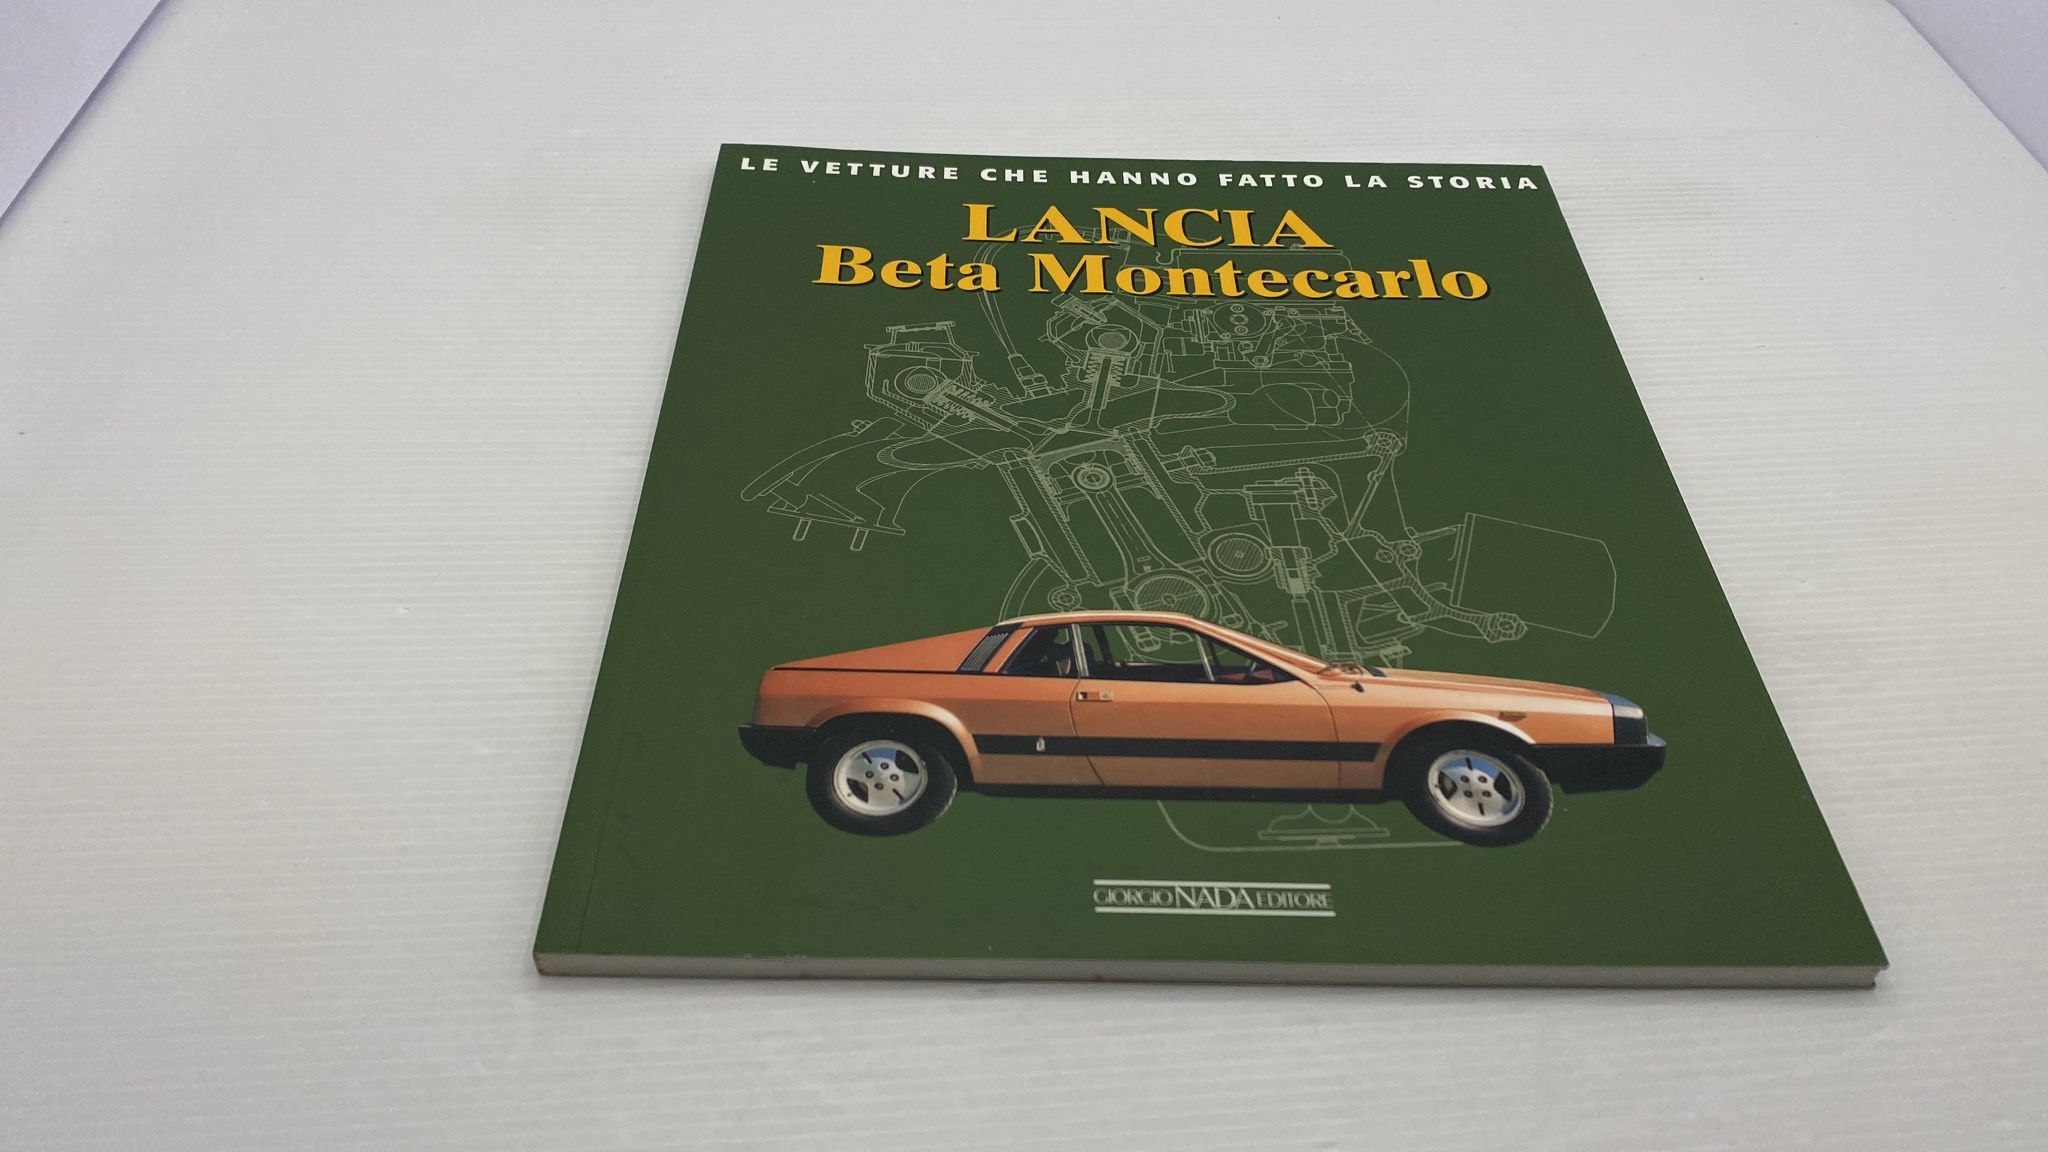 LE VETTURE CHE HANNO FATTO LA STORIA
LANCIA
Beta Montecarlo
GIORGIO NADA EDITORE